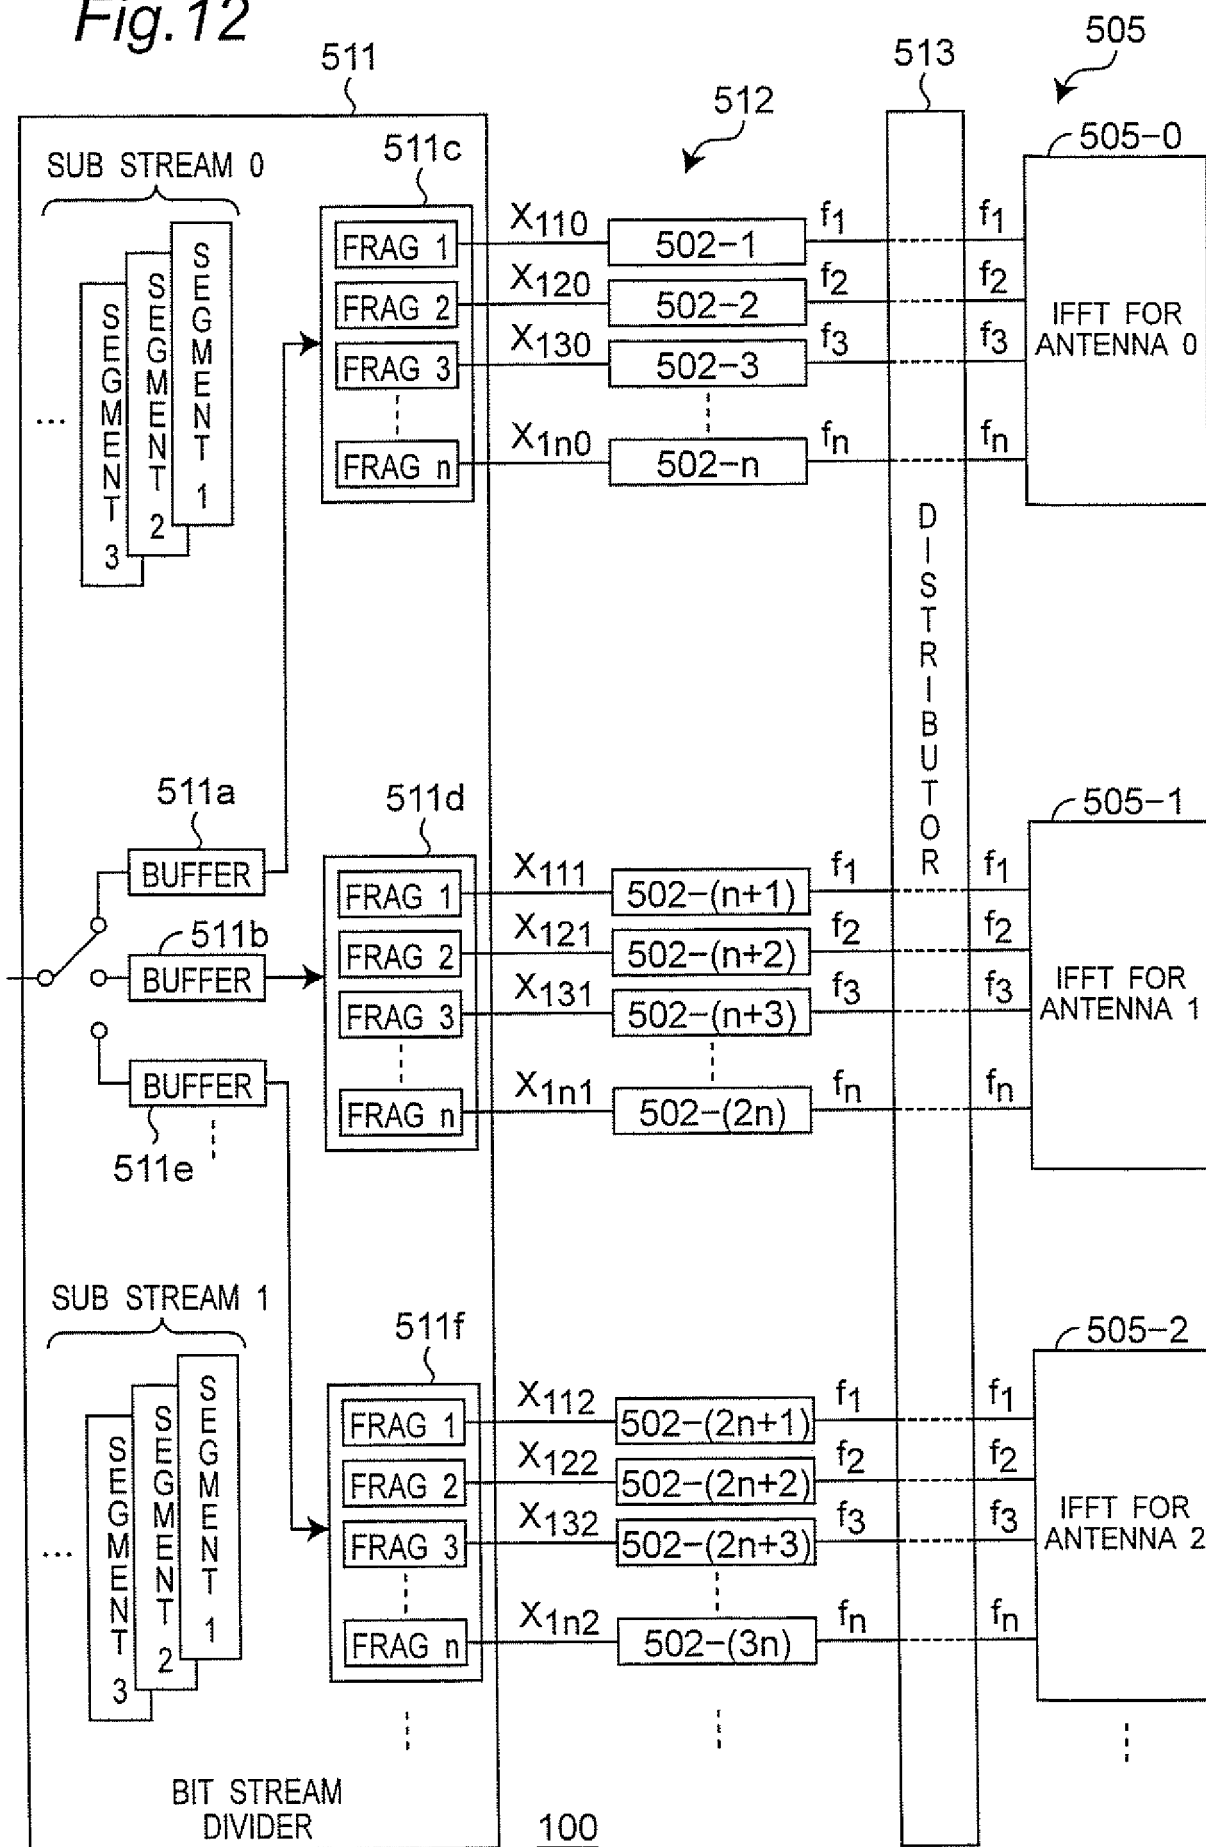 Fig.12
511
513
505
512
505-0
511c
SUB STREAM 0
SEGMENT 1
SEGMENT 2
SEGMENT 3
...
FRAG 1
X110
502-1
f1
f1
FRAG 2
X120
502-2
f2
f2
FRAG 3
X130
502-3
f3
f3
FRAG n
X1n0
502-n
fn
fn
IFFT FOR
ANTENNA 0
DISTRIBUTOR
511a
BUFFER
511b
BUFFER
BUFFER
511e
511d
505-1
FRAG 1
X111
502-(n+1)
f1
f1
FRAG 2
X121
502-(n+2)
f2
f2
FRAG 3
X131
502-(n+3)
f3
f3
FRAG n
X1n1
502-(2n)
fn
fn
IFFT FOR
ANTENNA 1
SUB STREAM 1
SEGMENT 1
SEGMENT 2
SEGMENT 3
...
511f
505-2
FRAG 1
X112
502-(2n+1)
f1
f1
FRAG 2
X122
502-(2n+2)
f2
f2
FRAG 3
X132
502-(2n+3)
f3
f3
FRAG n
X1n2
502-(3n)
fn
fn
IFFT FOR
ANTENNA 2
BIT STREAM
DIVIDER
100